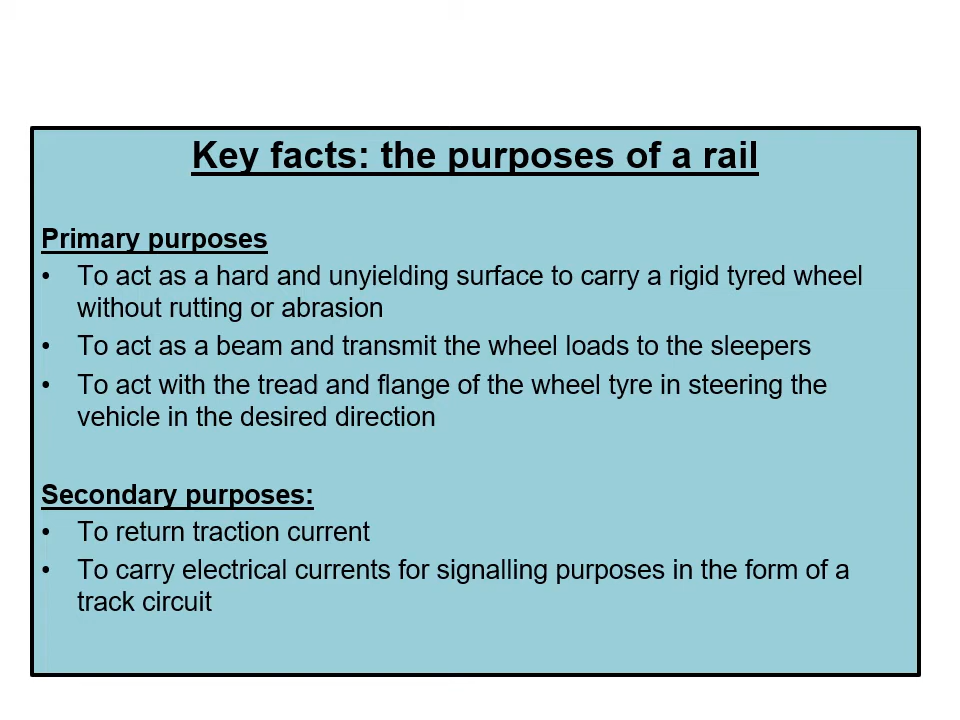 Key facts: the purposes of a rail
Primary purposes
• To act as a hard and unyielding surface to carry a rigid tyred wheel
without rutting or abrasion
• To act as a beam and transmit the wheel loads to the sleepers
• To act with the tread and flange of the wheel tyre in steering the
vehicle in the desired direction
Secondary purposes:
• To return traction current
• To carry electrical currents for signalling purposes in the form of a
track circuit